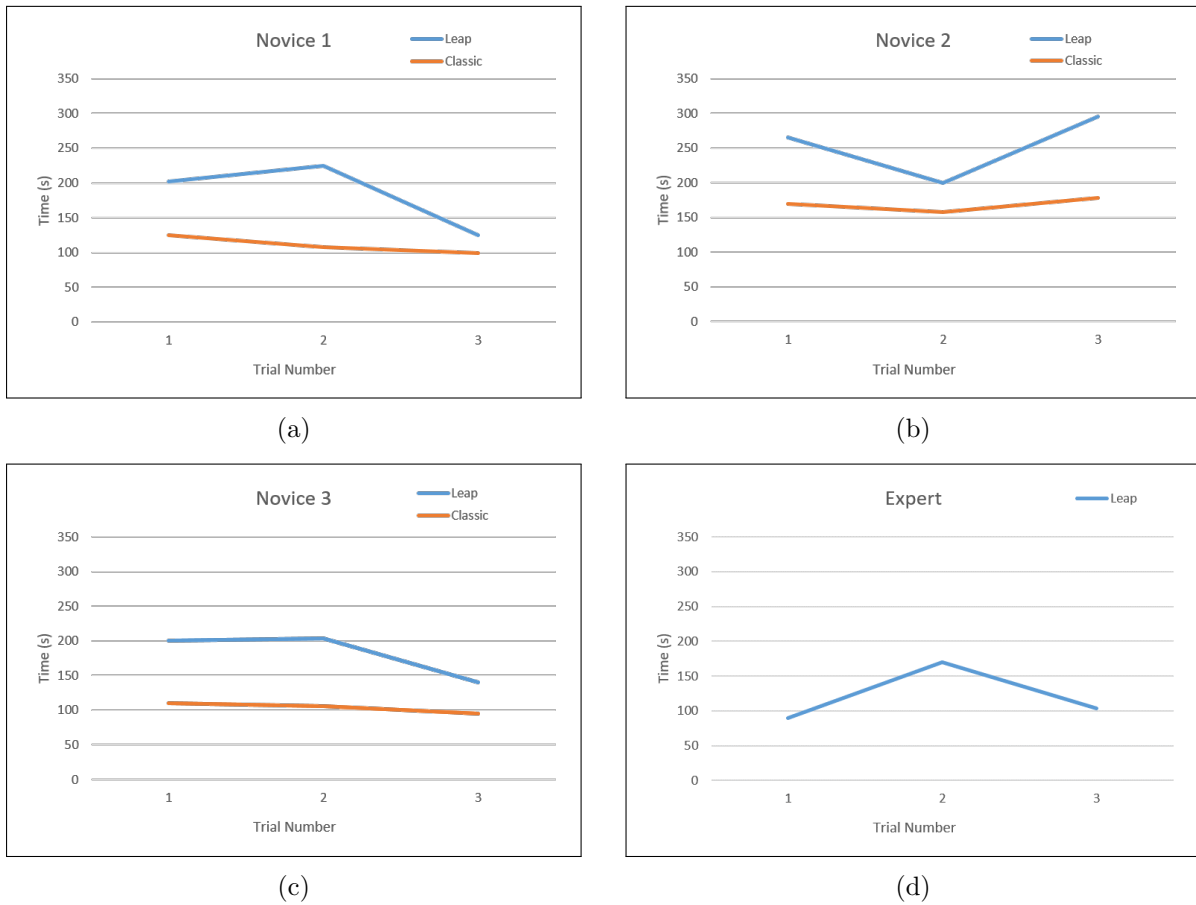 Novice 1
Leap
Classic
350
300
250
200
150
100
50
0
Time (s)
1 2 3
Trial Number
(a)
Novice 2
Leap
Classic
350
300
250
200
150
100
50
0
Time (s)
1 2 3
Trial Number
(b)
Novice 3
Leap
Classic
350
300
250
200
150
100
50
0
Time (s)
1 2 3
Trial Number
(c)
Expert
Leap
350
300
250
200
150
100
50
0
Time (s)
1 2 3
Trial Number
(d)